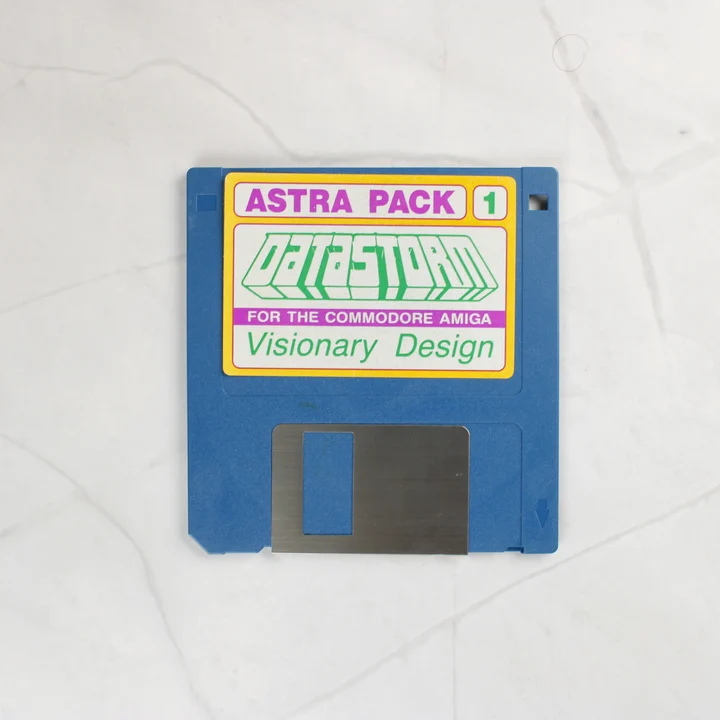 ASTRA PACK 1
DATASTORM
FOR THE COMMODORE AMIGA
Visionary Design